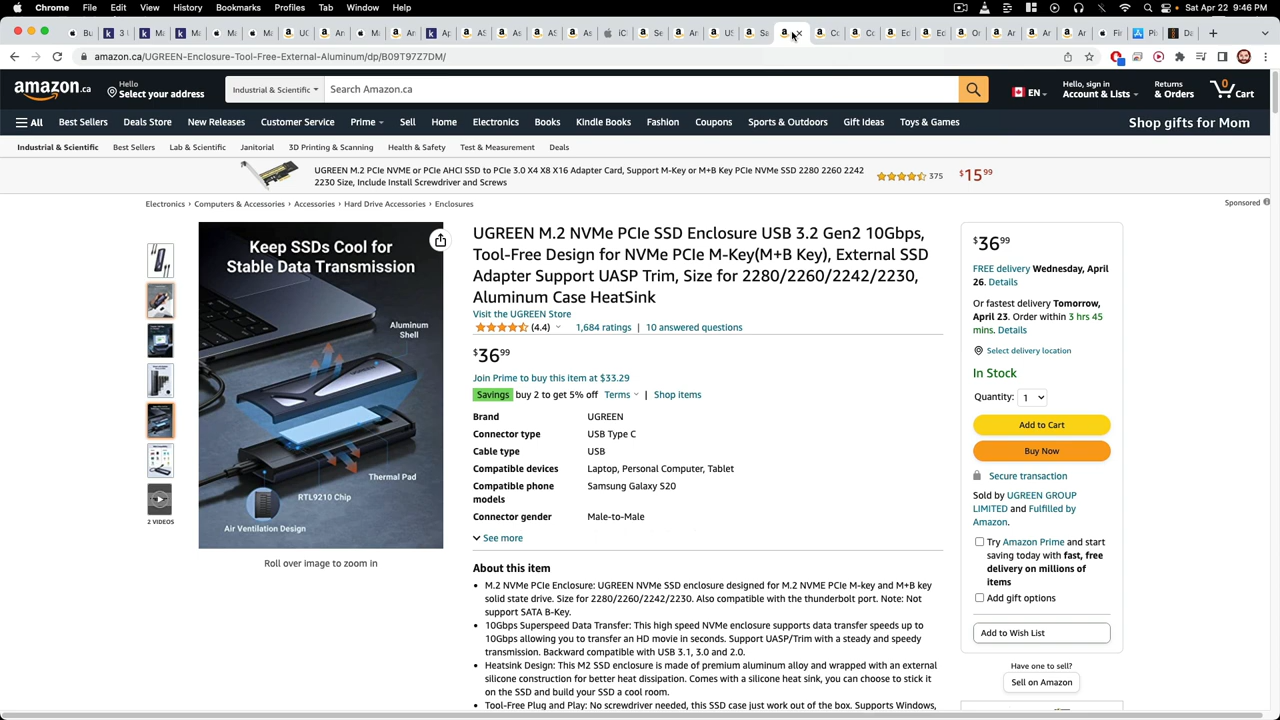 Chrome File Edit View History Bookmarks Profiles Tab Window Help Sat Apr 22 9:46 PM
amazon.ca/UGREEN-Enclosure-Tool-Free-External-Aluminum/dp/B09T97Z7DM/
amazon.ca
Hello
Select your address
Industrial & Scientific
Search Amazon.ca
EN
Hello, sign in
Account & Lists
Returns
& Orders
0
Cart
All Best Sellers Deals Store New Releases Customer Service Prime Sell Home Electronics Books Kindle Books Fashion Coupons Sports & Outdoors Gift Ideas Toys & Games Shop gifts for Mom
Industrial & Scientific Best Sellers Lab & Scientific Janitorial 3D Printing & Scanning Health & Safety Test & Measurement Deals
UGREEN M.2 PCIe NVME or PCIe AHCI SSD to PCIe 3.0 X4 X8 X16 Adapter Card, Support M-Key or M+B Key PCIe NVMe SSD 2280 2260 2242
2230 Size, Include Install Screwdriver and Screws
375
$15 99
Sponsored
Electronics › Computers & Accessories › Accessories › Hard Drive Accessories › Enclosures
Keep SSDs Cool for
Stable Data Transmission
Aluminum
Shell
Thermal Pad
RTL9210 Chip
Air Ventilation Design
2 VIDEOS
Roll over image to zoom in
UGREEN M.2 NVMe PCIe SSD Enclosure USB 3.2 Gen2 10Gbps,
Tool-Free Design for NVMe PCIe M-Key(M+B Key), External SSD
Adapter Support UASP Trim, Size for 2280/2260/2242/2230,
Aluminum Case HeatSink
Visit the UGREEN Store
(4.4) 1,684 ratings | 10 answered questions
$36 99
Join Prime to buy this item at $33.29
Savings buy 2 to get 5% off Terms | Shop items
Brand UGREEN
Connector type USB Type C
Cable type USB
Compatible devices Laptop, Personal Computer, Tablet
Compatible phone Samsung Galaxy S20
models
Connector gender Male-to-Male
See more
About this item
• M.2 NVMe PCIe Enclosure: UGREEN NVMe SSD enclosure designed for M.2 NVME PCIe M-key and M+B key
solid state drive. Size for 2280/2260/2242/2230. Also compatible with the thunderbolt port. Note: Not
support SATA B-Key.
• 10Gbps Superspeed Data Transfer: This high speed NVMe enclosure supports data transfer speeds up to
10Gbps allowing you to transfer an HD movie in seconds. Support UASP/Trim with a steady and speedy
transmission. Backward compatible with USB 3.1, 3.0 and 2.0.
• Heatsink Design: This M2 SSD enclosure is made of premium aluminum alloy and wrapped with an external
silicone construction for better heat dissipation. Comes with a silicone heat sink, you can choose to stick it
on the SSD and build your SSD a cool room.
• Tool-Free Plug and Play: No screwdriver needed, this SSD case just work out of the box. Supports Windows,
$36 99
FREE delivery Wednesday, April
26. Details
Or fastest delivery Tomorrow,
April 23. Order within 3 hrs 45
mins. Details
Select delivery location
In Stock
Quantity: 1
Add to Cart
Buy Now
Secure transaction
Sold by UGREEN GROUP
LIMITED and Fulfilled by
Amazon.
Try Amazon Prime and start
saving today with fast, free
delivery on millions of
items
Add gift options
Add to Wish List
Have one to sell?
Sell on Amazon